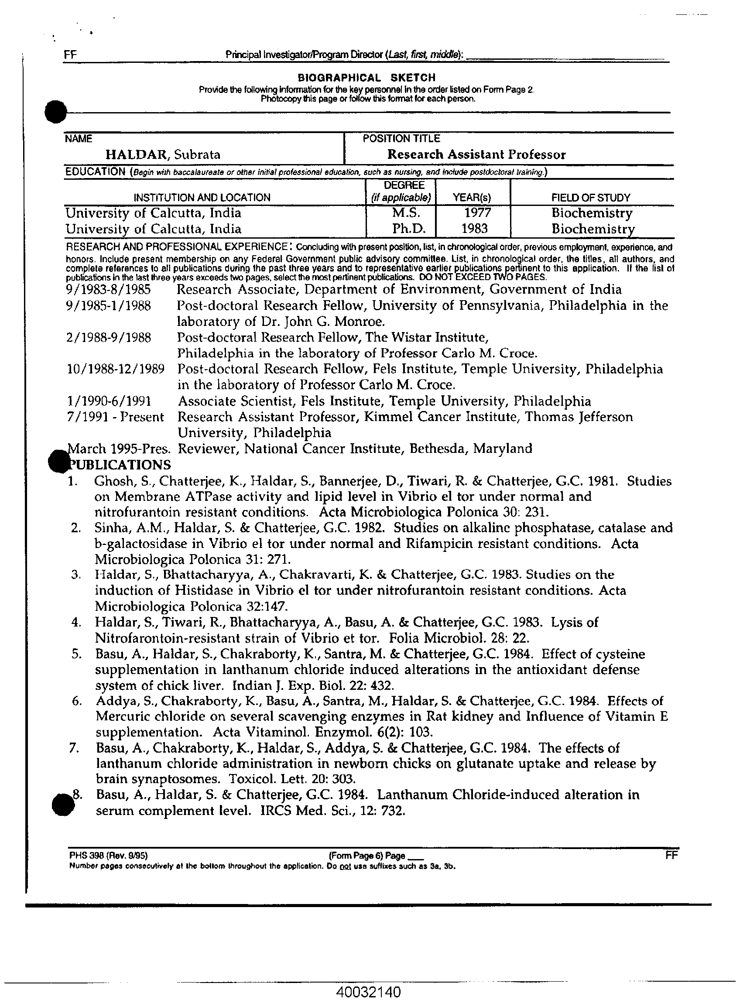 FF Principal Investigator/Program Director (Last, first, middle):
BIOGRAPHICAL SKETCH
Provide the following information for the key personnel in the order listed on Form Page 2.
Photocopy this page or follow this format for each person.
NAME POSITION TITLE
HALDAR, Subrata Research Assistant Professor
EDUCATION (Begin with baccalaureate or other initial professional education, such as nursing, and include postdoctoral training.)
INSTITUTION AND LOCATION DEGREE (if applicable) YEAR(s) FIELD OF STUDY
University of Calcutta, India M.S. 1977 Biochemistry
University of Calcutta, India Ph.D. 1983 Biochemistry
RESEARCH AND PROFESSIONAL EXPERIENCE: Concluding with present position, list, in chronological order, previous employment, experience, and
honors. Include present membership on any Federal Government public advisory committee. List, in chronological order, the titles, all authors, and
complete references to all publications during the past three years and to representative earlier publications pertinent to this application. If the list of
publications in the last three years exceeds two pages, select the most pertinent publications. DO NOT EXCEED TWO PAGES.
9/1983-8/1985 Research Associate, Department of Environment, Government of India
9/1985-1/1988 Post-doctoral Research Fellow, University of Pennsylvania, Philadelphia in the
laboratory of Dr. John G. Monroe.
2/1988-9/1988 Post-doctoral Research Fellow, The Wistar Institute,
Philadelphia in the laboratory of Professor Carlo M. Croce.
10/1988-12/1989 Post-doctoral Research Fellow, Fels Institute, Temple University, Philadelphia
in the laboratory of Professor Carlo M. Croce.
1/1990-6/1991 Associate Scientist, Fels Institute, Temple University, Philadelphia
7/1991 - Present Research Assistant Professor, Kimmel Cancer Institute, Thomas Jefferson
University, Philadelphia
March 1995-Pres. Reviewer, National Cancer Institute, Bethesda, Maryland
PUBLICATIONS
1. Ghosh, S., Chatterjee, K., Haldar, S., Bannerjee, D., Tiwari, R. & Chatterjee, G.C. 1981. Studies
on Membrane ATPase activity and lipid level in Vibrio el tor under normal and
nitrofurantoin resistant conditions. Acta Microbiologica Polonica 30: 231.
2. Sinha, A.M., Haldar, S. & Chatterjee, G.C. 1982. Studies on alkaline phosphatase, catalase and
b-galactosidase in Vibrio el tor under normal and Rifampicin resistant conditions. Acta
Microbiologica Polonica 31: 271.
3. Haldar, S., Bhattacharyya, A., Chakravarti, K. & Chatterjee, G.C. 1983. Studies on the
induction of Histidase in Vibrio el tor under nitrofurantoin resistant conditions. Acta
Microbiologica Polonica 32:147.
4. Haldar, S., Tiwari, R., Bhattacharyya, A., Basu, A. & Chatterjee, G.C. 1983. Lysis of
Nitrofarontoin-resistant strain of Vibrio et tor. Folia Microbiol. 28: 22.
5. Basu, A., Haldar, S., Chakraborty, K., Santra, M. & Chatterjee, G.C. 1984. Effect of cysteine
supplementation in lanthanum chloride induced alterations in the antioxidant defense
system of chick liver. Indian J. Exp. Biol. 22: 432.
6. Addya, S., Chakraborty, K., Basu, A., Santra, M., Haldar, S. & Chatterjee, G.C. 1984. Effects of
Mercuric chloride on several scavenging enzymes in Rat kidney and Influence of Vitamin E
supplementation. Acta Vitaminol. Enzymol. 6(2): 103.
7. Basu, A., Chakraborty, K., Haldar, S., Addya, S. & Chatterjee, G.C. 1984. The effects of
lanthanum chloride administration in newborn chicks on glutanate uptake and release by
brain synaptosomes. Toxicol. Lett. 20: 303.
8. Basu, A., Haldar, S. & Chatterjee, G.C. 1984. Lanthanum Chloride-induced alteration in
serum complement level. IRCS Med. Sci., 12: 732.
PHS 398 (Rev. 9/95) (Form Page 6) Page FF
Number pages consecutively at the bottom throughout the application. Do not use suffixes such as 3a, 3b.
40032140